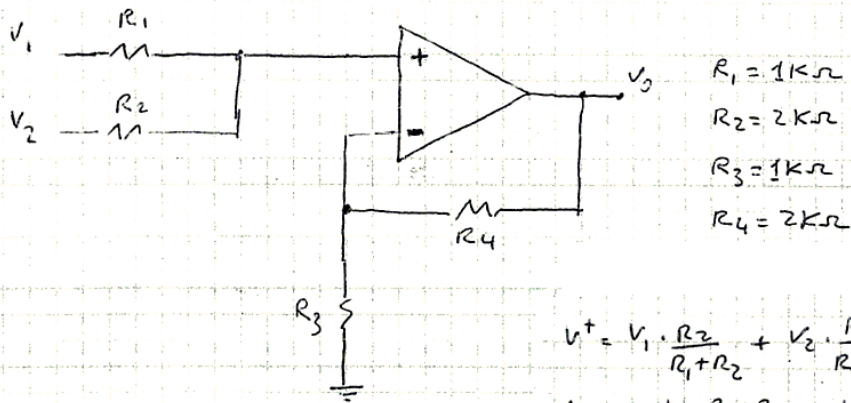 V1
R1
V2
R2
+
-
V0
R4
R3
R1 = 1KΩ
R2 = 2KΩ
R3 = 1KΩ
R4 = 2KΩ
V+ = V1 · R2/(R1+R2) + V2 ·